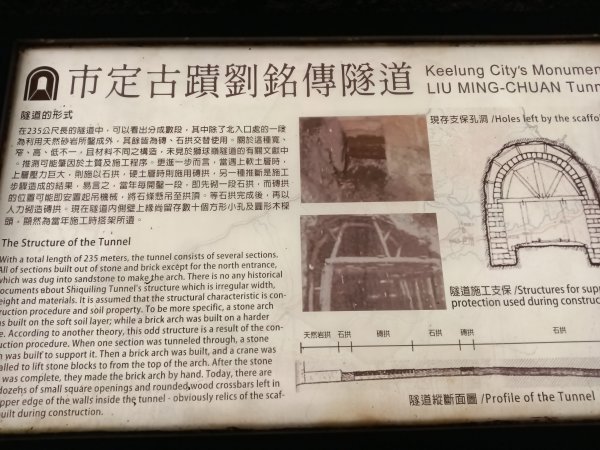 市定古蹟劉銘傳隧道
Keelung City's Monumen
LIU MING-CHUAN Tunn
隧道的形式
在235公尺長的隧道中，可以看出分成數段，其中除了北入口處的一段
為利用天然砂岩所鑿成外，其餘皆為磚、石拱交替使用。關於這種寬、
窄、高、低不一，且材料不同之構造，未見於獅球嶺隧道的有關文獻中
，推測可能肇因於土質及施工程序。更進一步而言，當遇上軟土層時，
上層壓力巨大，則施以石拱，硬土層時則施用磚拱，另一種推斷是施工
步驟造成的結果，易言之，當年每開鑿一段，即先砌一段石拱，而磚拱
的位置可能即安置起吊機械，將石條懸吊至拱頂。等石拱完成後，再以
人力剪造磚拱。現在隧道內側壁上緣尚留存數十個方形小孔及圓形木樑
頭，顯然為當年施工時搭架所遺。
The Structure of the Tunnel
With a total length of 235 meters, the tunnel consists of several sections.
All of sections built out of stone and brick except for the north entrance,
which was dug into sandstone to make the arch. There is no any historical
documents about Shiquiling Tunnel's structure which is irregular width,
eight and materials. It is assumed that the structural characteristic is con-
ruction procedure and soil property. To be more specific, a stone arch
as built on the soft soil layer; while a brick arch was built on a harder
e. According to another theory, this odd structure is a result of the con-
uction procedure. When one section was tunneled through, a stone
h was built to support it. Then a brick arch was built, and a crane was
alled to lift stone blocks to from the top of the arch. After the stone
was complete, they made the brick arch by hand. Today, there are
dozens of small square openings and rounded wood crossbars left in
pper edge of the walls inside the tunnel - obviously relics of the scaf-
uilt during construction.
現存支保孔洞 /Holes left by the scaffo
隧道施工支保 /Structures for supp
protection used during construc
天然岩拱 石拱 磚拱 石拱 磚拱 石拱
隧道縱斷面圖 /Profile of the Tunnel